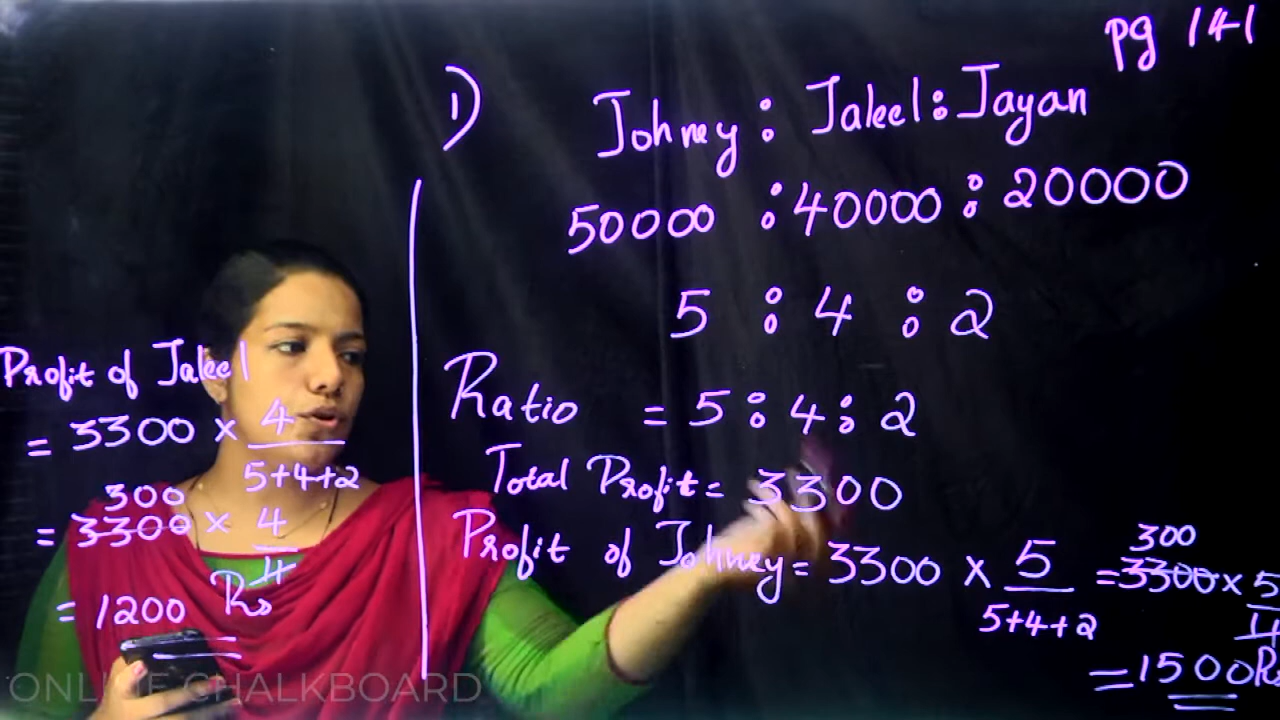 pg 141
1) Johney : Jaleel : Jayan
50000 : 40000 : 20000
5 : 4 : 2
Ratio = 5 : 4 : 2
Total Profit = 3300
Profit of Johney = 3300 × 5/5+4+2 = 300 3300 × 5/11
= 1500 Rs
Profit of Jaleel
= 3300 × 4/5+4+2
300
= 3300 × 4/11
= 1200 Rs
ONLINE CHALKBOARD